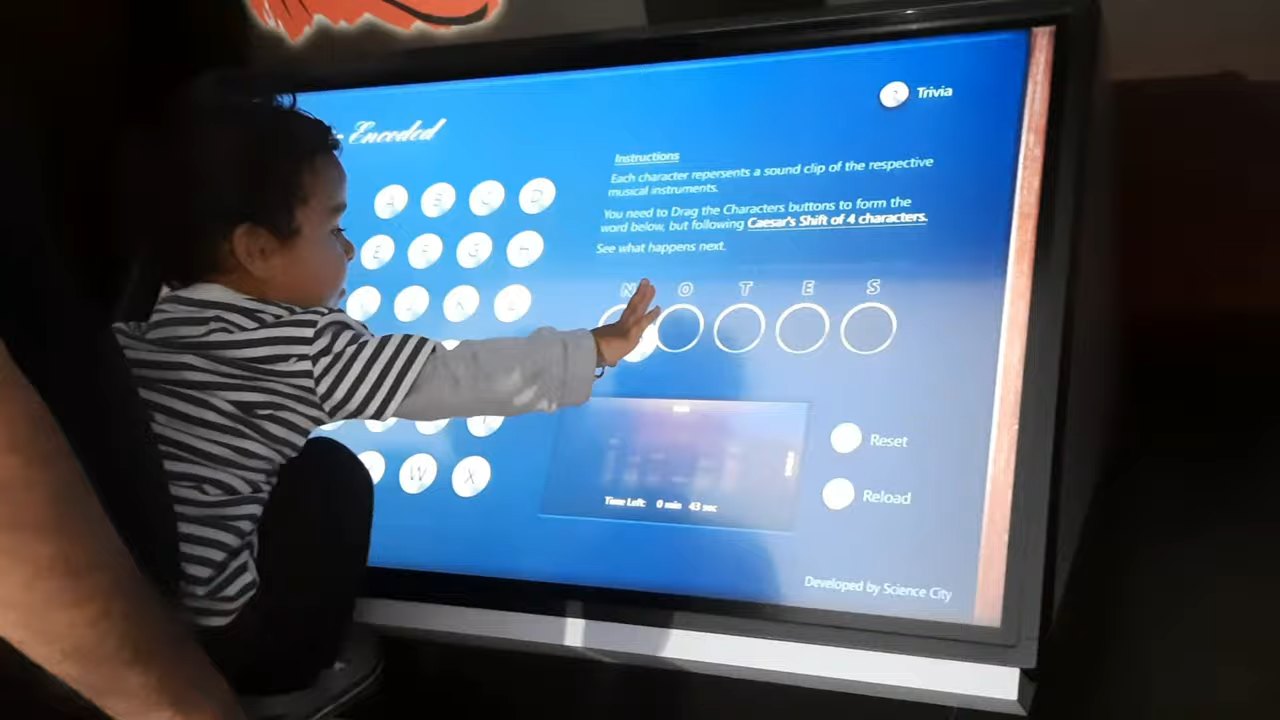 Encoded
Trivia
Instructions
Each character repersents a sound clip of the respective
musical instruments.
You need to Drag the Characters buttons to form the
word below, but following Caesar's Shift of 4 characters.
See what happens next.
A B C D
E F G H
L
N O T E S
W X
Time Left: 0 min 43 sec
Reset
Reload
Developed by Science City